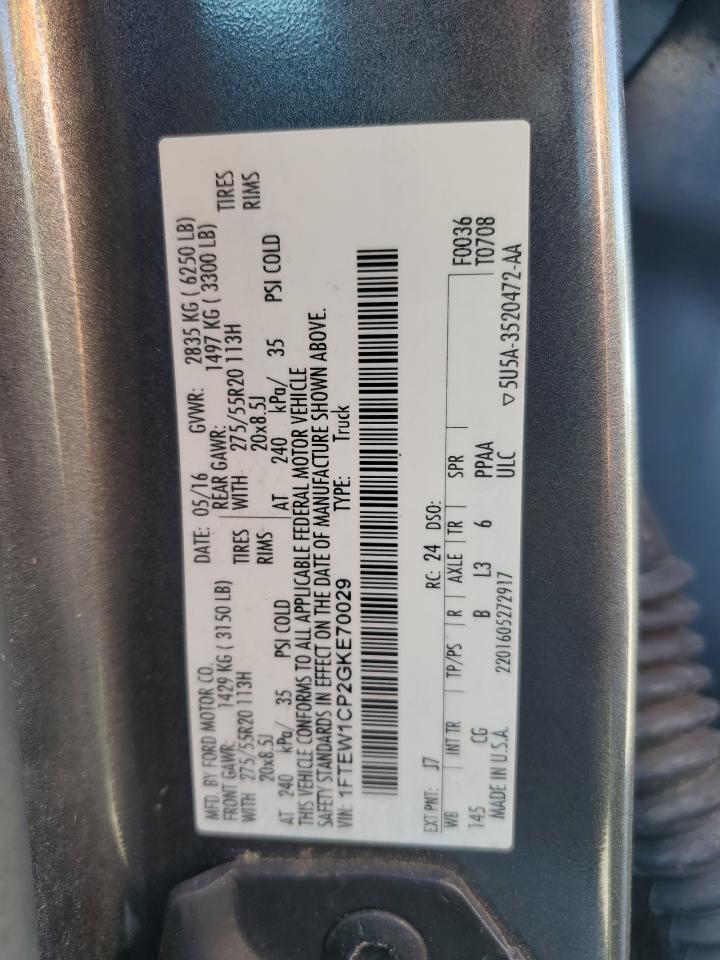 MFD. BY FORD MOTOR CO. DATE: 05/16 GVWR: 2835 KG ( 6250 LB)
FRONT GAWR: 1429 KG ( 3150 LB) REAR GAWR: 1497 KG ( 3300 LB)
WITH 275/55R20 113H TIRES WITH 275/55R20 113H TIRES
20x8.5J RIMS 20x8.5J RIMS
AT 240 kPa/ 35 PSI COLD AT 240 kPa/ 35 PSI COLD
THIS VEHICLE CONFORMS TO ALL APPLICABLE FEDERAL MOTOR VEHICLE
SAFETY STANDARDS IN EFFECT ON THE DATE OF MANUFACTURE SHOWN ABOVE.
VIN: 1FTEW1CP2GKE70029 TYPE: Truck
EXT PNT: J7 RC: 24 DSO: F0036
WB INT TR TP/PS R AXLE TR SPR T0708
145 CG B L3 6 PPAA
ULC
MADE IN U.S.A. 2201605272917 ▽5U5A-3520472-AA